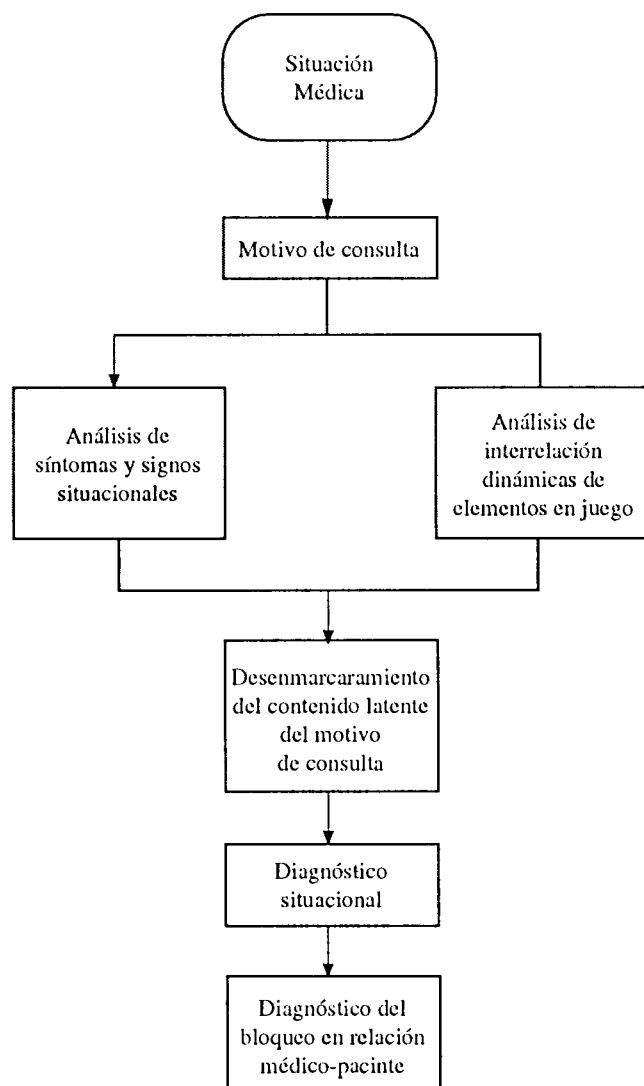 Situación
Médica
Motivo de consulta
Análisis de
síntomas y signos
situacionales
Análisis de
interrelación
dinámicas de
elementos en juego
Desenmarcaramiento
del contenido latente
del motivo
de consulta
Diagnóstico
situacional
Diagnóstico del
bloqueo en relación
médico-pacinte